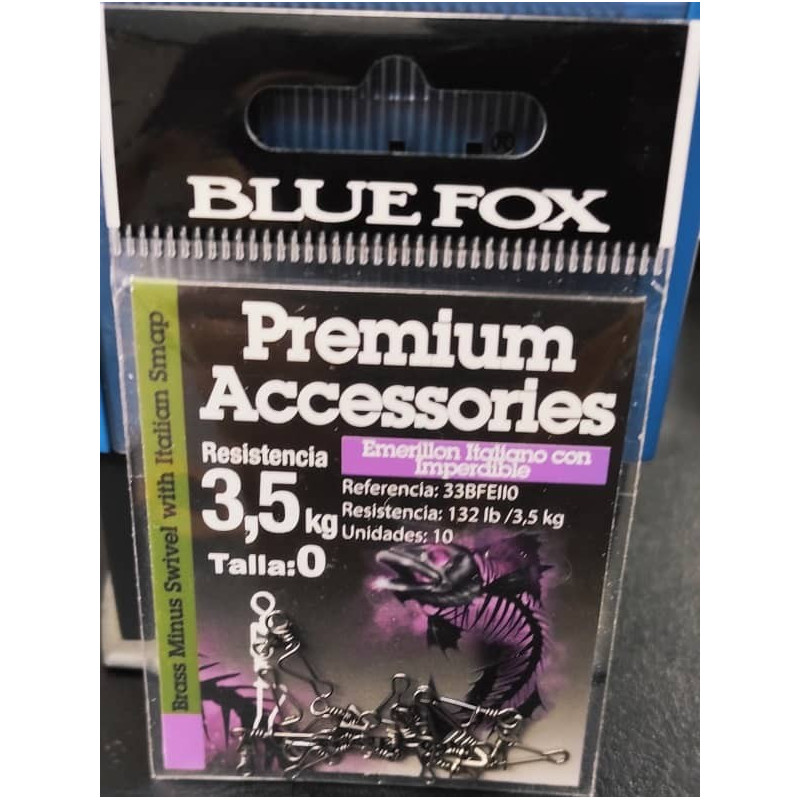 ®
BLUE FOX
Premium
Accessories
Brass Minus Swivel with Italian Smap
Resistencia
3,5 kg
Talla:0
Emerillon Italiano con
Imperdible
Referencia: 33BFEI10
Resistencia: 132 lb /3,5 kg
Unidades: 10